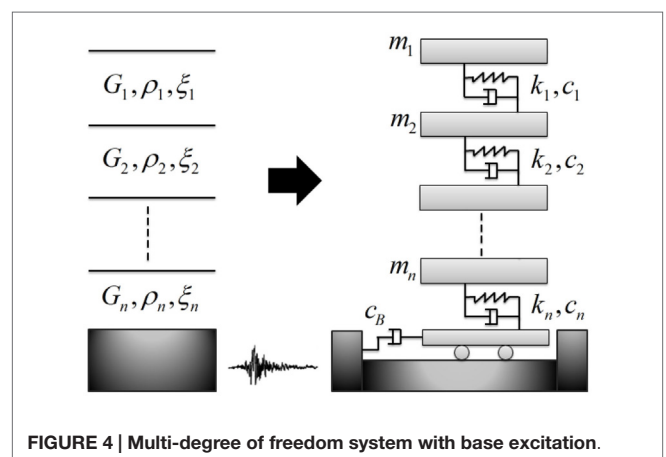 G₁, ρ₁, ξ₁
G₂, ρ₂, ξ₂
Gₙ, ρₙ, ξₙ
m₁
k₁, c₁
m₂
k₂, c₂
mₙ
kₙ, cₙ
c_B
FIGURE 4 | Multi-degree of freedom system with base excitation.